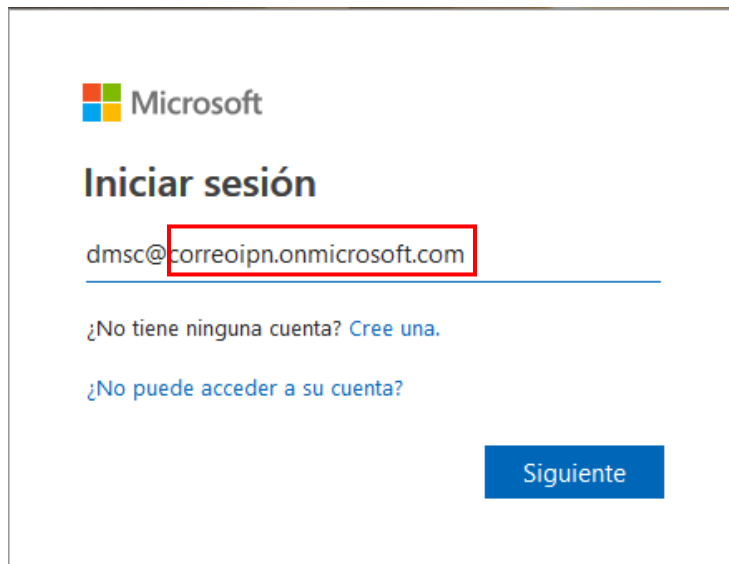 Microsoft
Iniciar sesión
dmsc@correoipn.onmicrosoft.com
¿No tiene ninguna cuenta? Cree una.
¿No puede acceder a su cuenta?
Siguiente